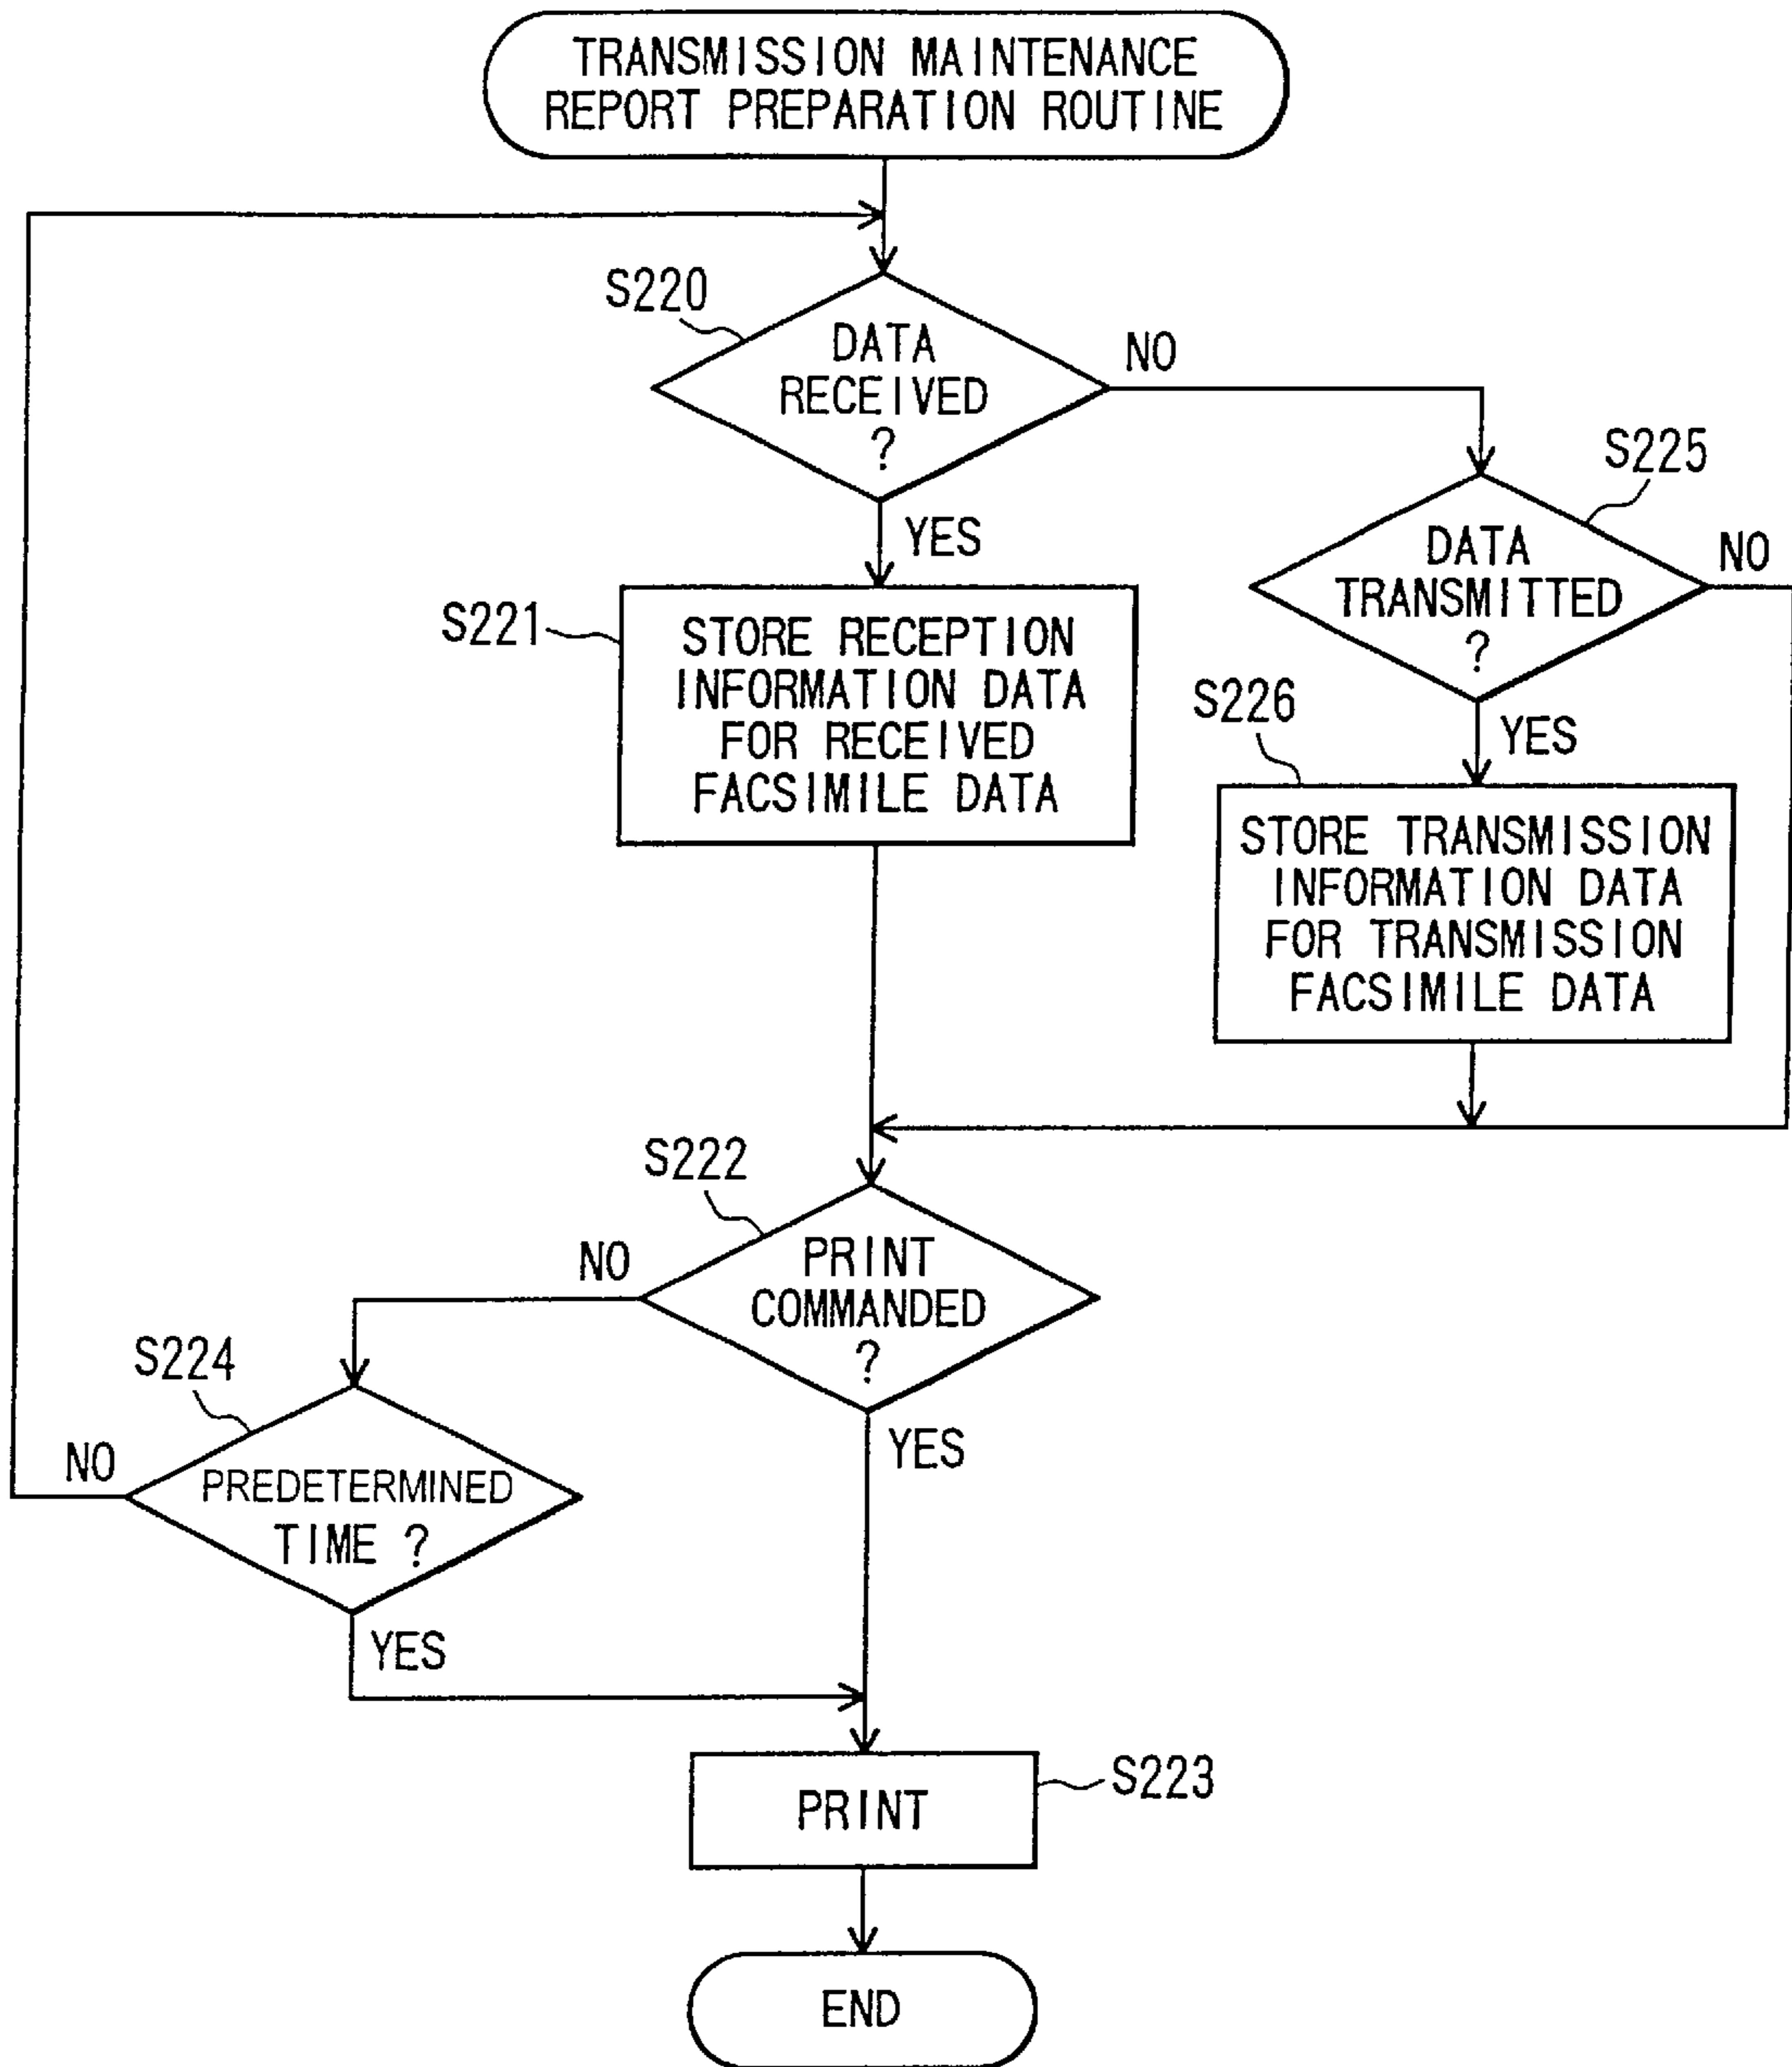 TRANSMISSION MAINTENANCE
REPORT PREPARATION ROUTINE
S220
DATA
RECEIVED
?
NO
YES
S225
DATA
TRANSMITTED
?
NO
YES
S221
STORE RECEPTION
INFORMATION DATA
FOR RECEIVED
FACSIMILE DATA
S226
STORE TRANSMISSION
INFORMATION DATA
FOR TRANSMISSION
FACSIMILE DATA
S222
PRINT
COMMANDED
?
NO
YES
S224
PREDETERMINED
TIME ?
NO
YES
PRINT
S223
END